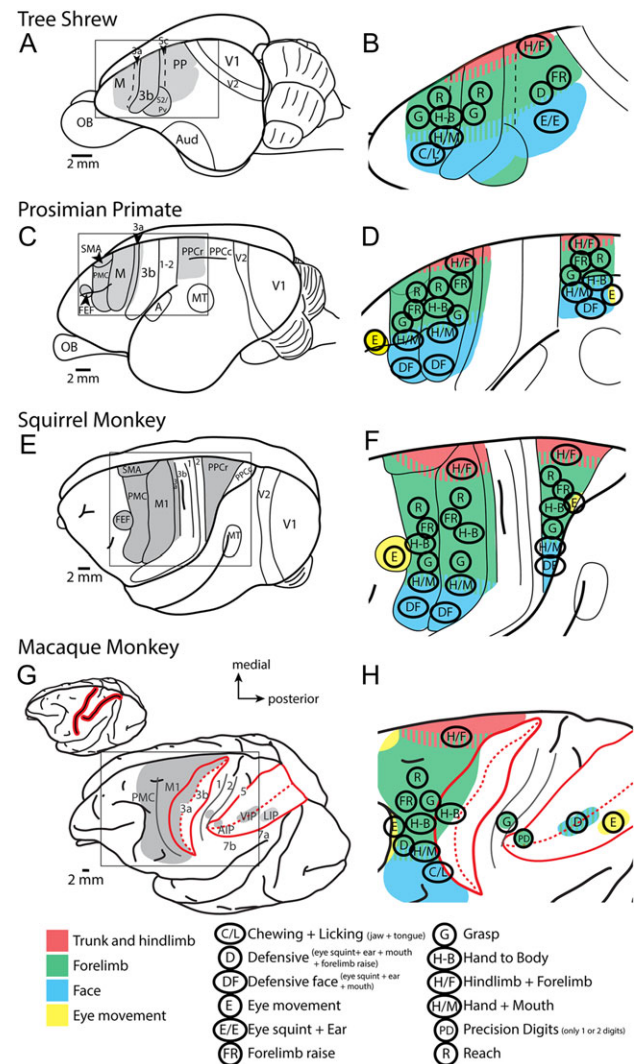 Tree Shrew
A
B
3a
5c
M
PP
3b
S2/
Pv
V1
V2
OB
Aud
2 mm
H/F
FR
R
R
D
G
H-B
G
E/E
H/M
C/L
Prosimian Primate
C
D
3a
SMA
PMC
M
3b
1-2
PPCr
PPCc
V2
V1
FEF
A
MT
OB
2 mm
H/F
R
R
FR
FR
H-B
G
G
E
H/M
H/M
DF
DF
H/F
FR
R
G
H-B
H/M
E
DF
Squirrel Monkey
E
F
SMA
PMC
M1
3b
1
2
PPCr
PPCc
V2
V1
FEF
MT
2 mm
H/F
R
R
FR
FR
H-B
H-B
E
G
G
H/M
H/M
DF
DF
H/F
R
FR
H-B
E
G
H/M
DF
Macaque Monkey
G
H
medial
posterior
PMC
M1
3a
3b
1
2
5
AIP
VIP
LIP
7b
7a
2 mm
H/F
R
FR
G
H-B
E
H-B
D
H/M
C/L
G
PD
D
E
Trunk and hindlimb
Forelimb
Face
Eye movement
C/L Chewing + Licking (jaw + tongue)
D Defensive (eye squint + ear + mouth
+ forelimb raise)
DF Defensive face (eye squint + ear
+ mouth)
E Eye movement
E/E Eye squint + Ear
FR Forelimb raise
G Grasp
H-B Hand to Body
H/F Hindlimb + Forelimb
H/M Hand + Mouth
PD Precision Digits (only 1 or 2 digits)
R Reach